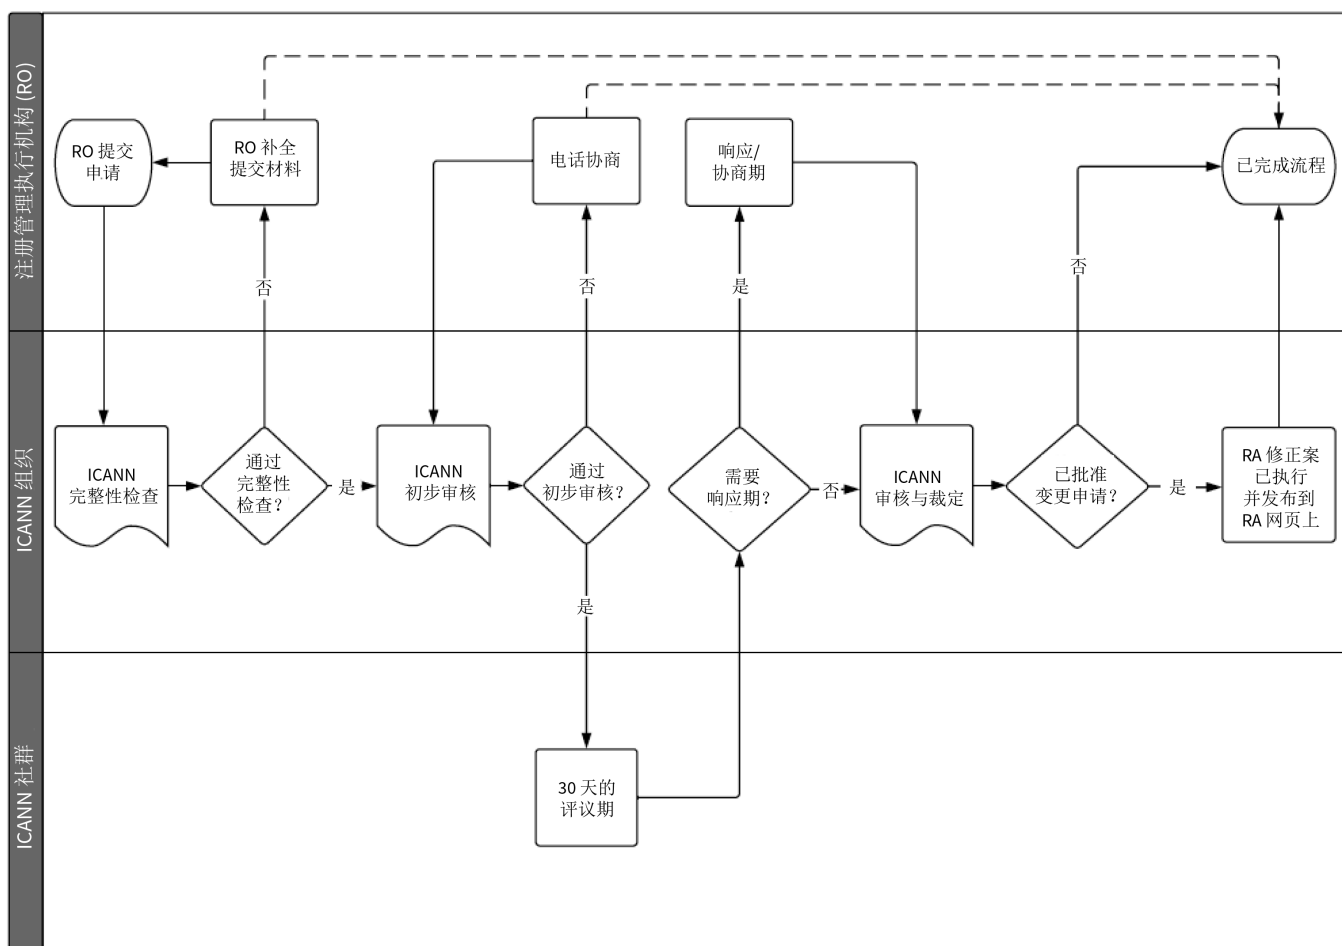 注册管理执行机构 (RO)
RO 提交
申请
RO 补全
提交材料
电话协商
响应/
协商期
已完成流程
否
否
是
否
ICANN 组织
ICANN
完整性检查
通过
完整性
检查？
是
ICANN
初步审核
通过
初步审核？
需要
响应期？
否
ICANN
审核与裁定
已批准
变更申请？
是
RA 修正案
已执行
并发布到
RA 网页上
是
ICANN 社群
30 天的
评议期